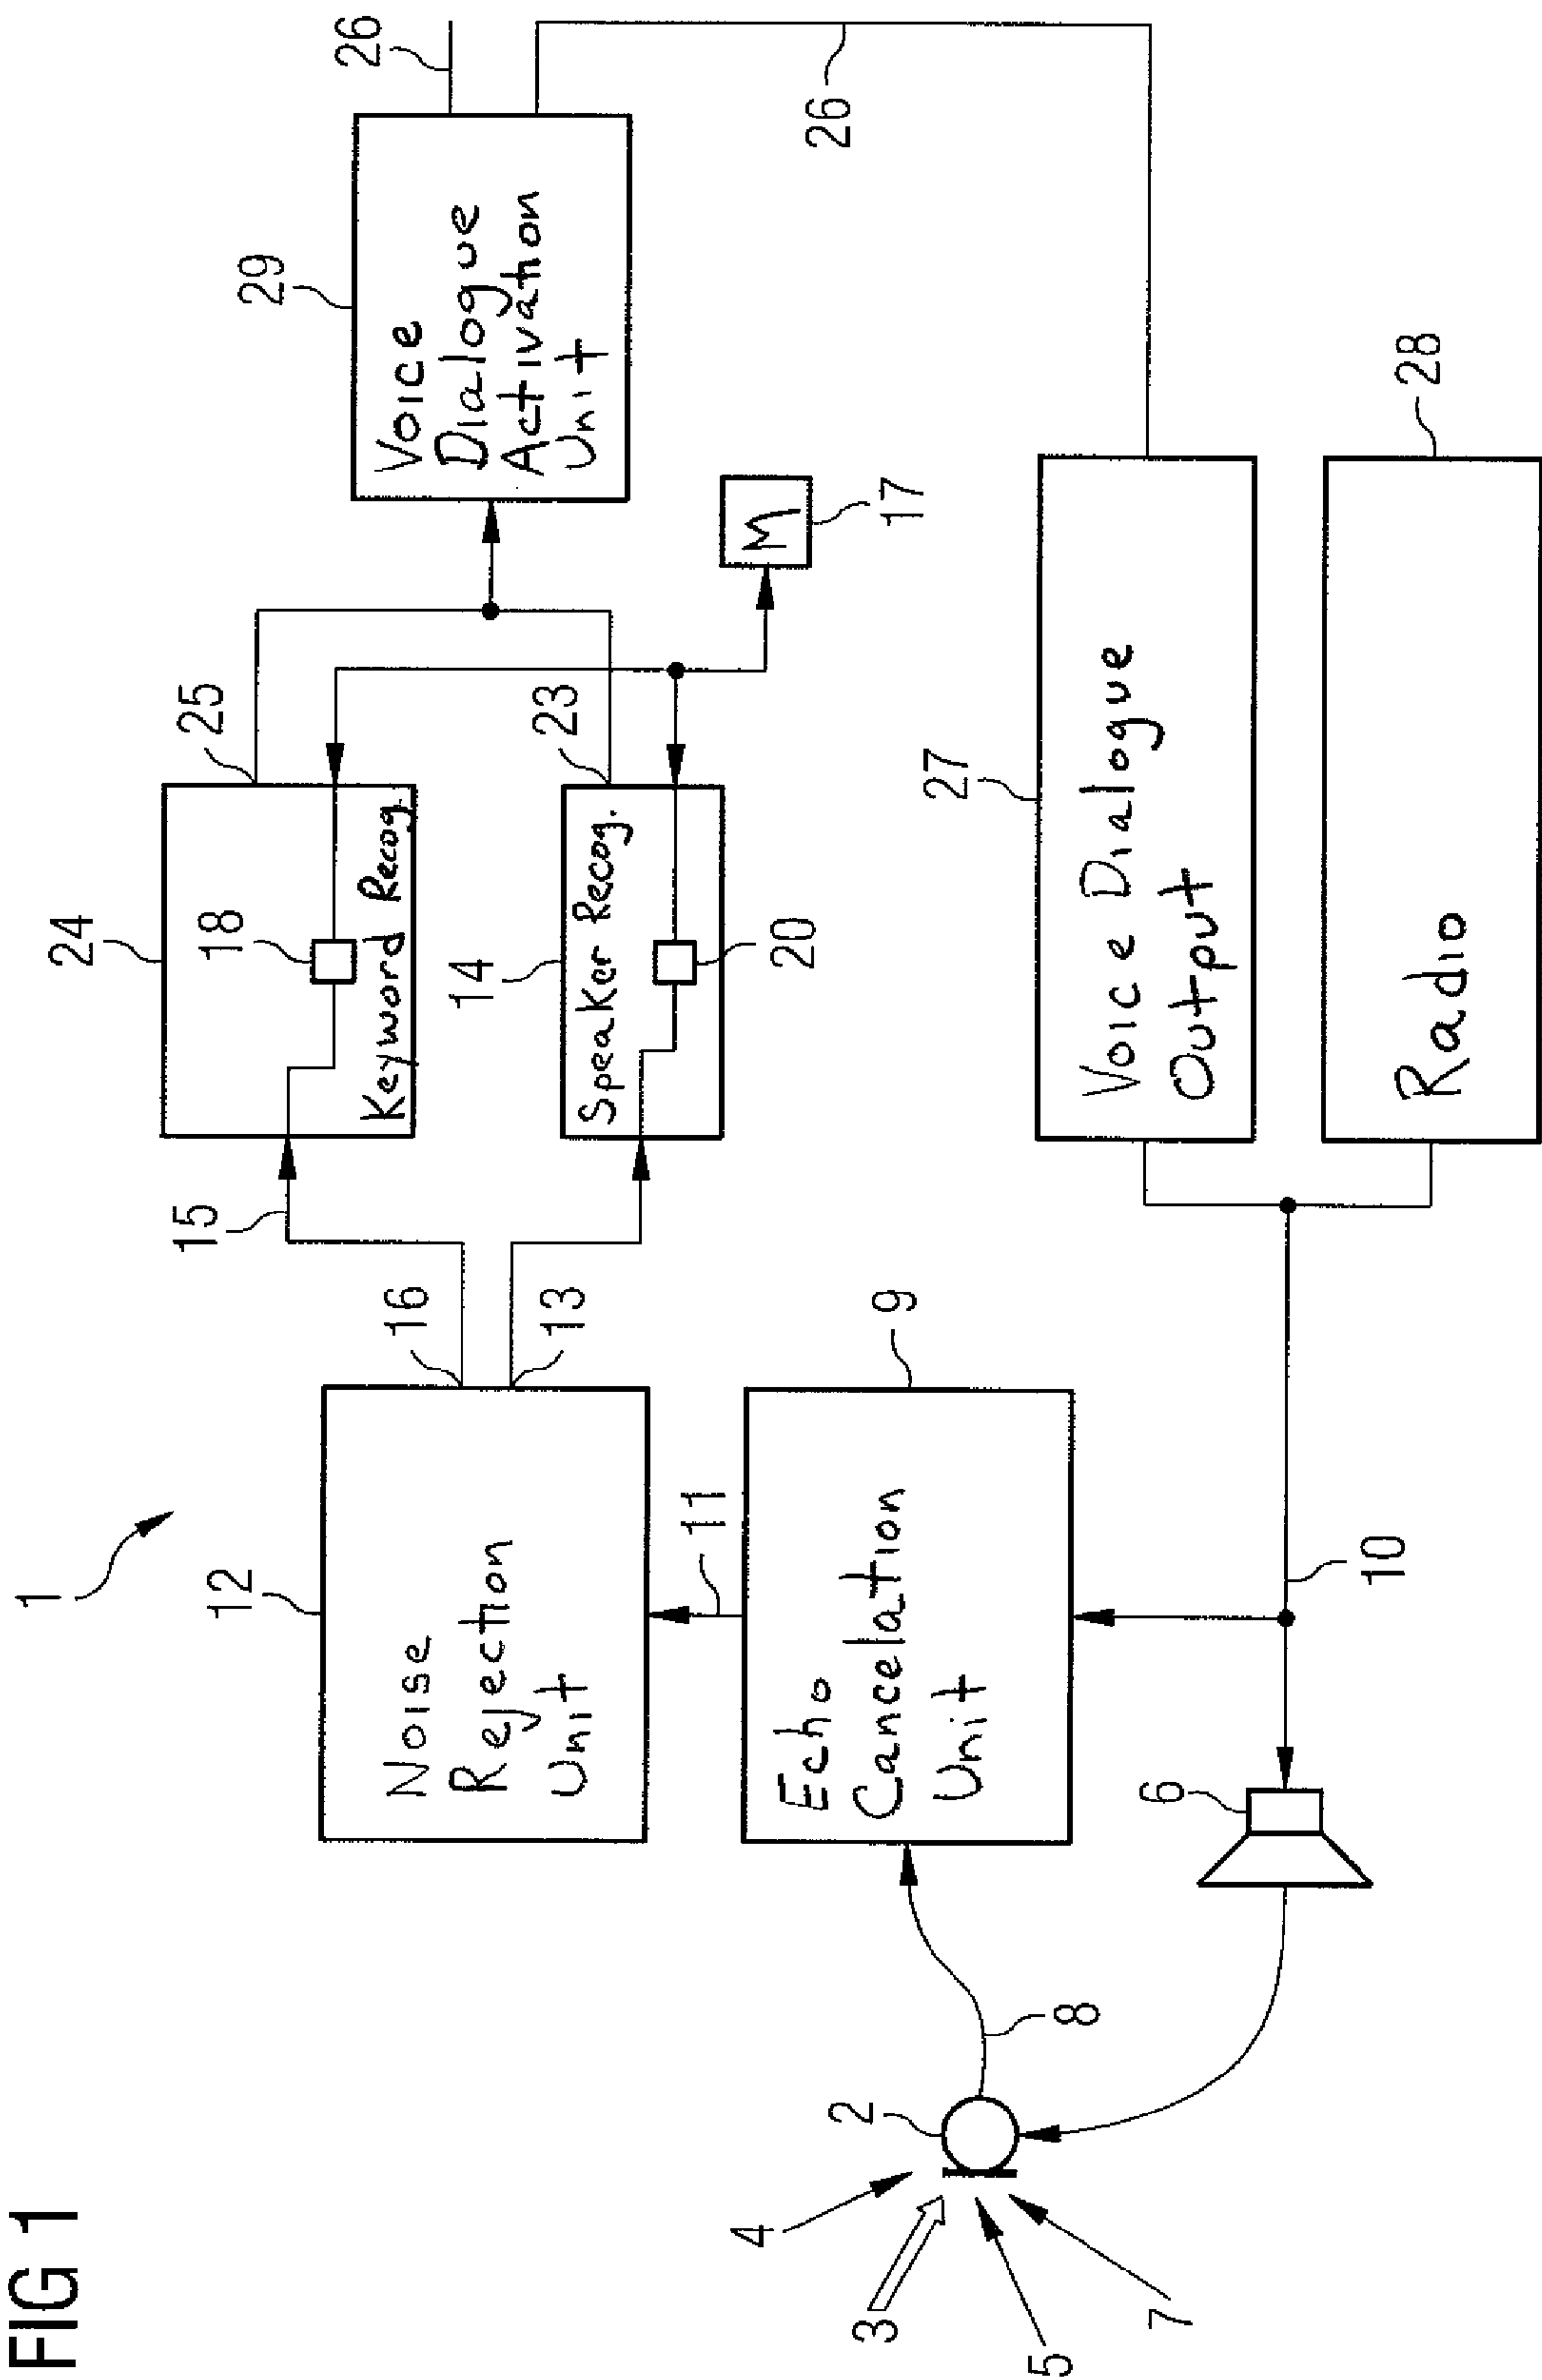 FIG 1
1
26
29
Voice
Dialogue
Activation
Unit
26
24
25
18
Keyword Recog.
15
14
23
Speaker Recog.
20
M
17
16
13
12
Noise
Rejection
Unit
11
9
Echo
Cancelation
Unit
10
27
Voice Dialogue
Output
28
Radio
6
8
2
4
3
5
7